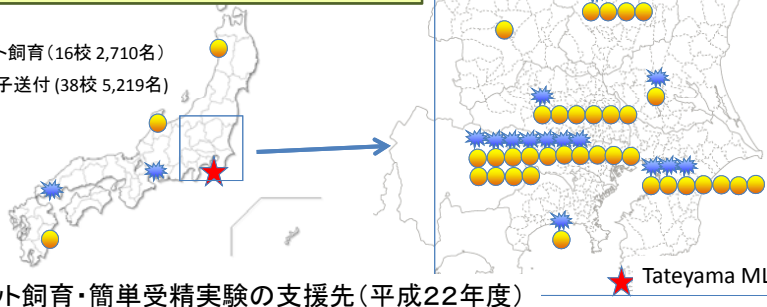 ト飼育(16校 2,710名)
子送付 (38校 5,219名)
Tateyama ML
ット飼育・簡単受精実験の支援先(平成22年度)